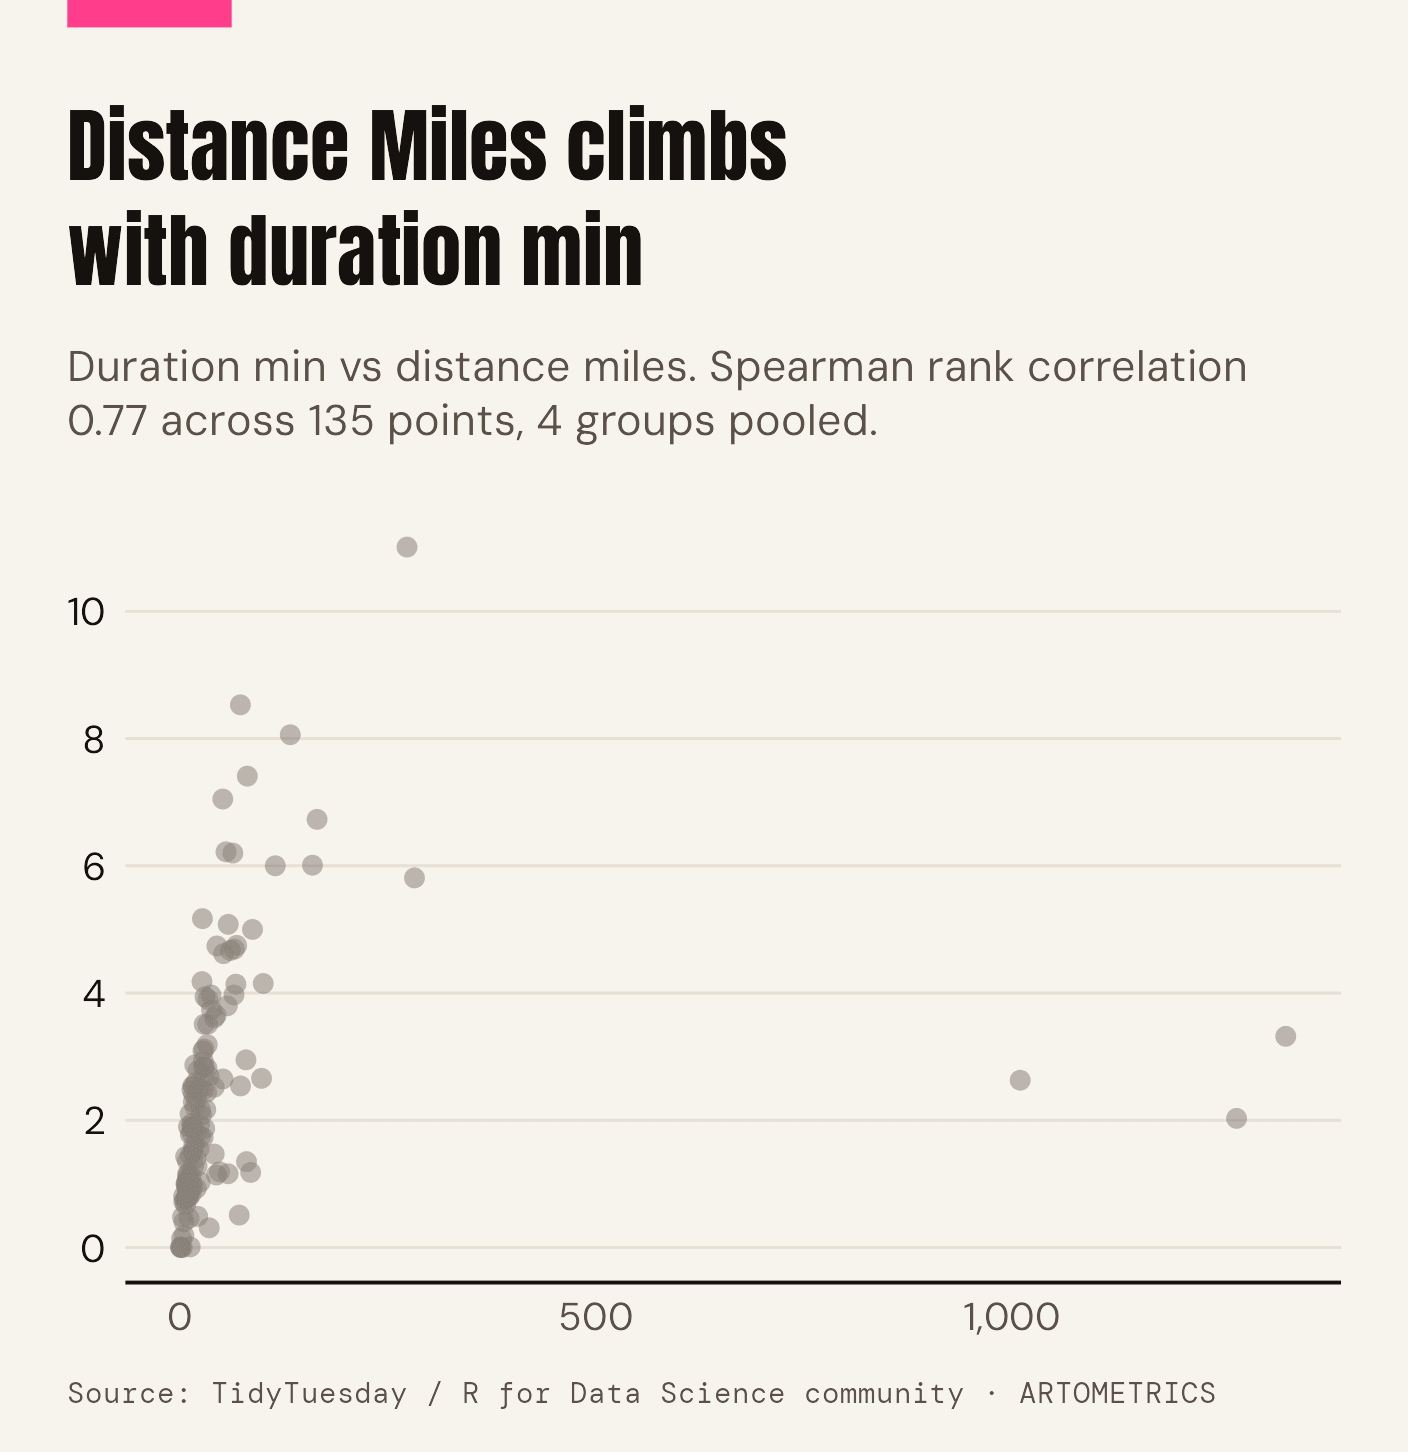 Distance Miles climbs
with duration min
Duration min vs distance miles. Spearman rank correlation
0.77 across 135 points, 4 groups pooled.
10
8
6
4
2
0
0 500 1,000
Source: TidyTuesday / R for Data Science community · ARTOMETRICS